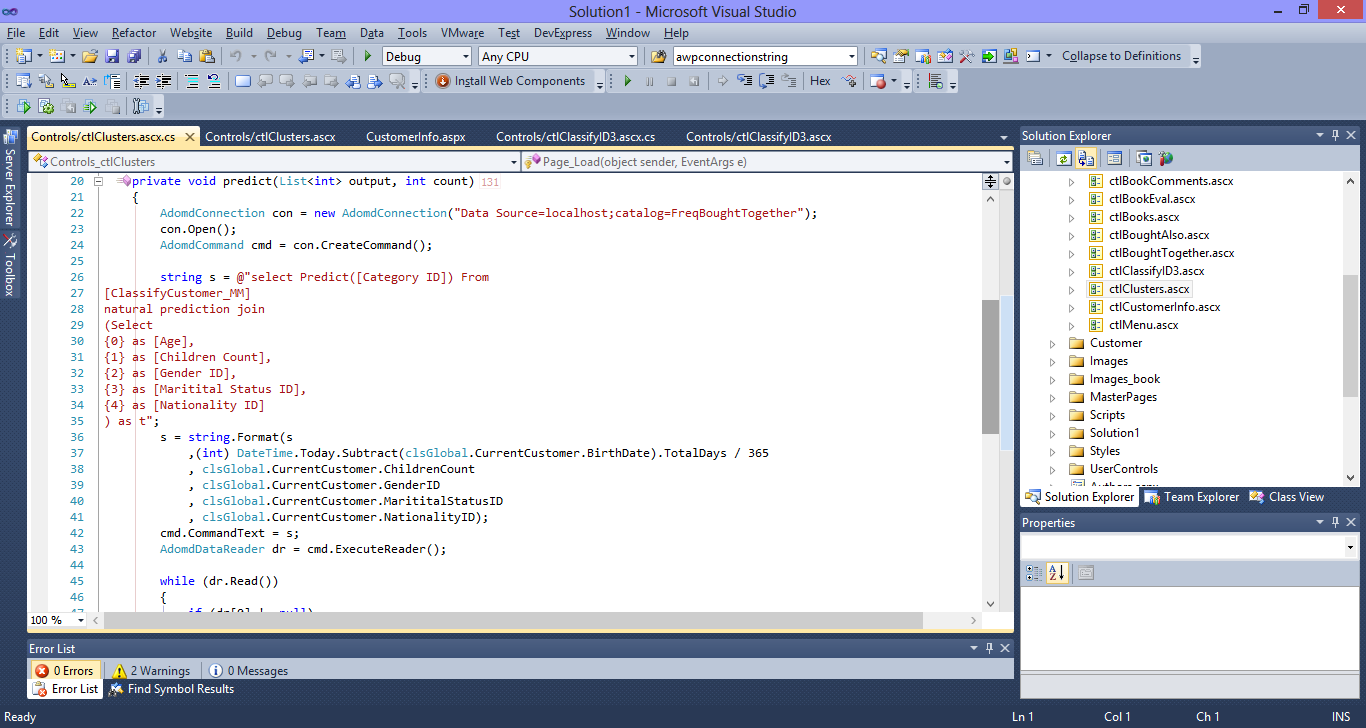 Solution1 - Microsoft Visual Studio
File Edit View Refactor Website Build Debug Team Data Tools VMware Test DevExpress Window Help
Debug Any CPU awpconnectionstring Collapse to Definitions
Install Web Components Hex
Controls/ctlClusters.ascx.cs Controls/ctlClusters.ascx CustomerInfo.aspx Controls/ctlClassifyID3.ascx.cs Controls/ctlClassifyID3.ascx
Server Explorer
Toolbox
Controls_ctlClusters Page_Load(object sender, EventArgs e)
20 private void predict(List<int> output, int count) 131
21 {
22 AdomdConnection con = new AdomdConnection("Data Source=localhost;catalog=FreqBoughtTogether");
23 con.Open();
24 AdomdCommand cmd = con.CreateCommand();
25
26 string s = @"select Predict([Category ID]) From
27 [ClassifyCustomer_MM]
28 natural prediction join
29 (Select
30 {0} as [Age],
31 {1} as [Children Count],
32 {2} as [Gender ID],
33 {3} as [Maritital Status ID],
34 {4} as [Nationality ID]
35 ) as t";
36 s = string.Format(s
37 ,(int) DateTime.Today.Subtract(clsGlobal.CurrentCustomer.BirthDate).TotalDays / 365
38 , clsGlobal.CurrentCustomer.ChildrenCount
39 , clsGlobal.CurrentCustomer.GenderID
40 , clsGlobal.CurrentCustomer.MarititalStatusID
41 , clsGlobal.CurrentCustomer.NationalityID);
42 cmd.CommandText = s;
43 AdomdDataReader dr = cmd.ExecuteReader();
44
45 while (dr.Read())
46 {
100 %
Solution Explorer
ctlBookComments.ascx
ctlBookEval.ascx
ctlBooks.ascx
ctlBoughtAlso.ascx
ctlBoughtTogether.ascx
ctlClassifyID3.ascx
ctlClusters.ascx
ctlCustomerInfo.ascx
ctlMenu.ascx
Customer
Images
Images_book
MasterPages
Scripts
Solution1
Styles
UserControls
Solution Explorer Team Explorer Class View
Properties
Error List
0 Errors 2 Warnings 0 Messages
Error List Find Symbol Results
Ready Ln 1 Col 1 Ch 1 INS